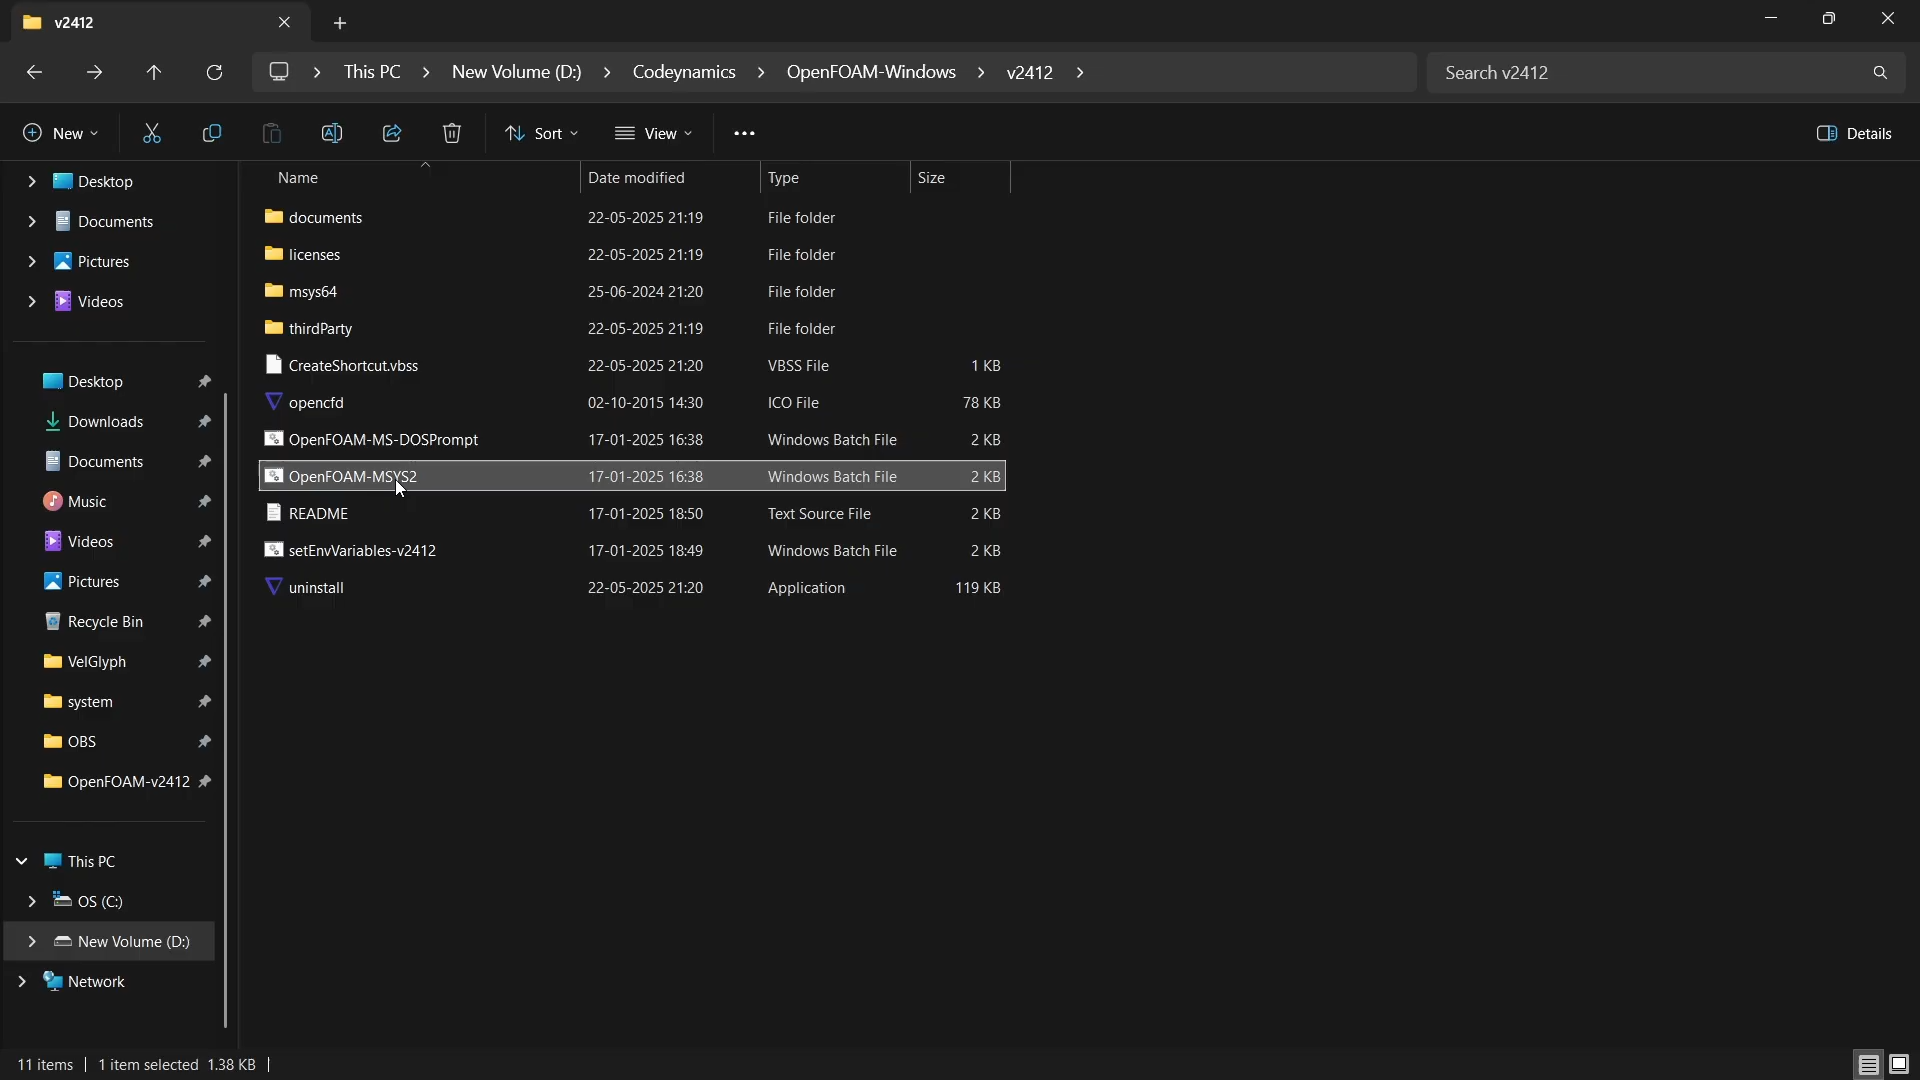 v2412
This PC > New Volume (D:) > Codeynamics > OpenFOAM-Windows > v2412 >
Search v2412
New
Sort
View
Details
Desktop
Documents
Pictures
Videos
Desktop
Downloads
Documents
Music
Videos
Pictures
Recycle Bin
VelGlyph
system
OBS
OpenFOAM-v2412
This PC
OS (C:)
New Volume (D:)
Network
Name Date modified Type Size
documents 22-05-2025 21:19 File folder
licenses 22-05-2025 21:19 File folder
msys64 25-06-2024 21:20 File folder
thirdParty 22-05-2025 21:19 File folder
CreateShortcut.vbss 22-05-2025 21:20 VBSS File 1 KB
opencfd 02-10-2015 14:30 ICO File 78 KB
OpenFOAM-MS-DOSPrompt 17-01-2025 16:38 Windows Batch File 2 KB
OpenFOAM-MSYS2 17-01-2025 16:38 Windows Batch File 2 KB
README 17-01-2025 18:50 Text Source File 2 KB
setEnvVariables-v2412 17-01-2025 18:49 Windows Batch File 2 KB
uninstall 22-05-2025 21:20 Application 119 KB
11 items | 1 item selected 1.38 KB |